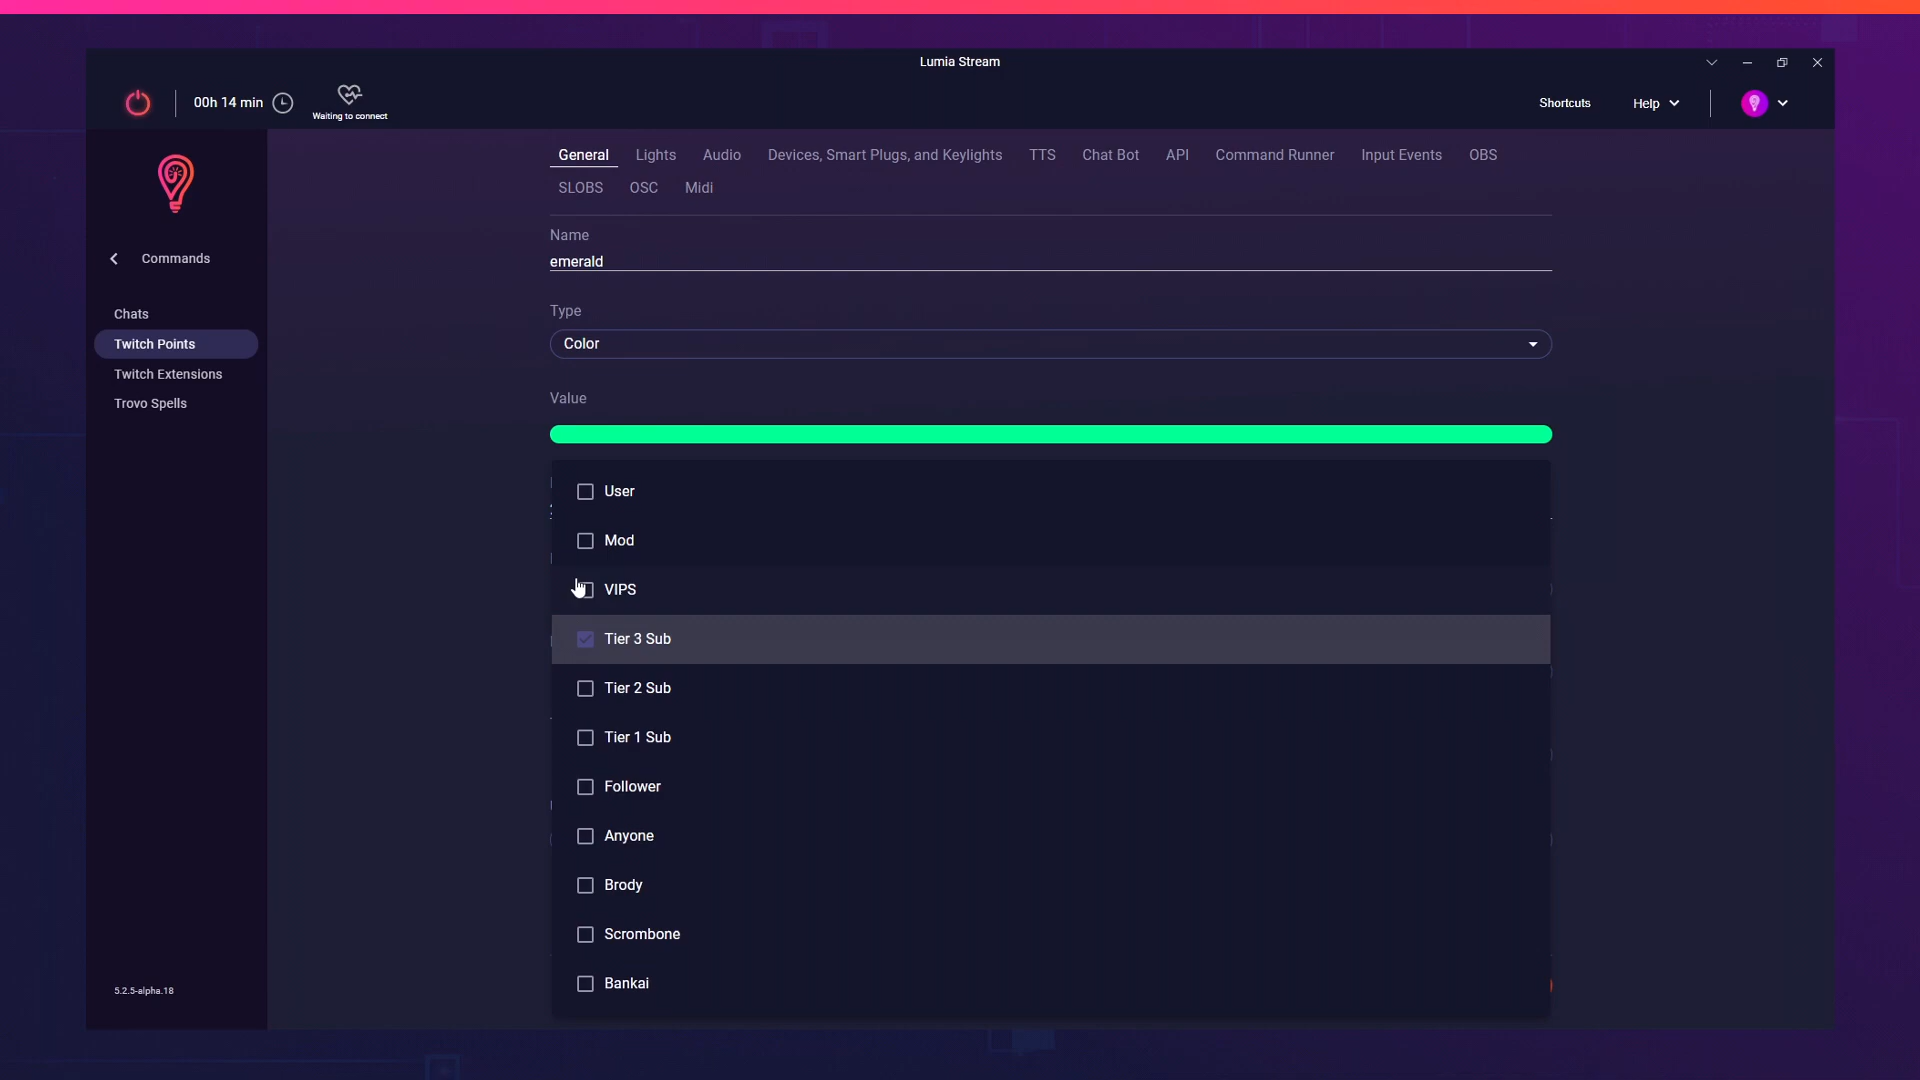 Lumia Stream
00h 14 min
Waiting to connect
Shortcuts
Help
General Lights Audio Devices, Smart Plugs, and Keylights TTS Chat Bot API Command Runner Input Events OBS
SLOBS OSC Midi
Commands
Chats
Twitch Points
Twitch Extensions
Trovo Spells
5.2.5-alpha.18
Name
emerald
Type
Color
Value
User
Mod
VIPS
Tier 3 Sub
Tier 2 Sub
Tier 1 Sub
Follower
Anyone
Brody
Scrombone
Bankai